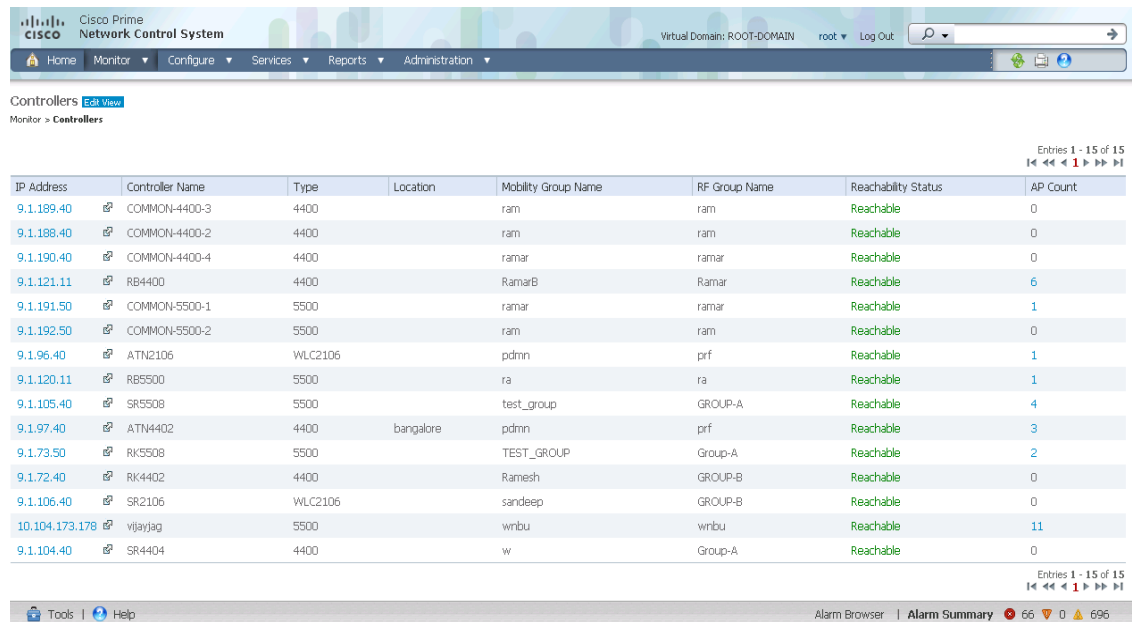 Cisco Prime
CISCO Network Control System
Virtual Domain: ROOT-DOMAIN root Log Out
Home Monitor Configure Services Reports Administration
Controllers Edit View
Monitor > Controllers
Entries 1 - 15 of 15
1
IP Address Controller Name Type Location Mobility Group Name RF Group Name Reachability Status AP Count
9.1.189.40 COMMON-4400-3 4400 ram ram Reachable 0
9.1.188.40 COMMON-4400-2 4400 ram ram Reachable 0
9.1.190.40 COMMON-4400-4 4400 ramar ramar Reachable 0
9.1.121.11 RB4400 4400 RamarB Ramar Reachable 6
9.1.191.50 COMMON-5500-1 5500 ramar ramar Reachable 1
9.1.192.50 COMMON-5500-2 5500 ram ram Reachable 0
9.1.96.40 ATN2106 WLC2106 pdmn prf Reachable 1
9.1.120.11 RB5500 5500 ra ra Reachable 1
9.1.105.40 SR5508 5500 test_group GROUP-A Reachable 4
9.1.97.40 ATN4402 4400 bangalore pdmn prf Reachable 3
9.1.73.50 RK5508 5500 TEST_GROUP Group-A Reachable 2
9.1.72.40 RK4402 4400 Ramesh GROUP-B Reachable 0
9.1.106.40 SR2106 WLC2106 sandeep GROUP-B Reachable 0
10.104.173.178 vijayjag 5500 wnbu wnbu Reachable 11
9.1.104.40 SR4404 4400 w Group-A Reachable 0
Entries 1 - 15 of 15
1
Tools | Help Alarm Browser | Alarm Summary 66 0 696